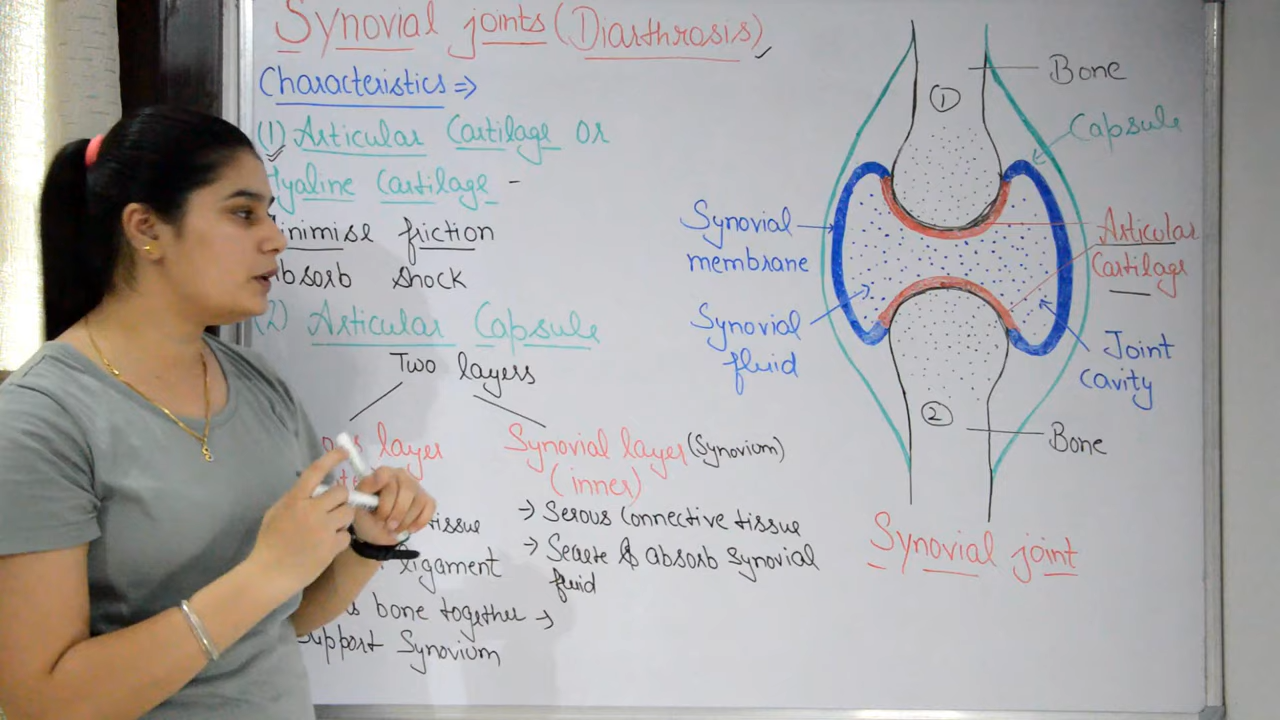 Synovial joints (Diarthrosis)
Characteristics ⇒
(1) Articular Cartilage or
Hyaline Cartilage -
inimise friction
absorb shock
(2) Articular Capsule
Two layers
layer
Synovial layer (Synovium)
(inner)
tissue
→ Serous Connective tissue
ligament
→ Secrete & absorb Synovial
fluid
bone together →
Support Synovium
① 
Bone
Capsule
Synovial
membrane
Articular
Cartilage
Synovial
fluid
Joint
cavity
②
Bone
Synovial joint